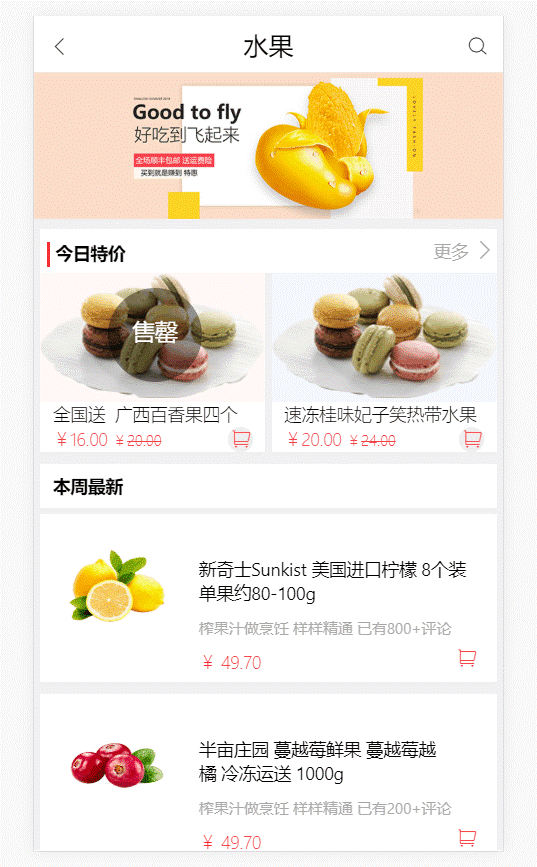 水果
Good to fly
好吃到飞起来
全场顺丰包邮 送运费险
买到就是赚到 特惠
LOVELY FASHION
今日特价
更多
售罄
全国送 广西百香果四个
速冻桂味妃子笑热带水果
￥16.00 ￥20.00
￥20.00 ￥24.00
本周最新
新奇士Sunkist 美国进口柠檬 8个装
单果约80-100g
榨果汁做烹饪 样样精通 已有800+评论
￥ 49.70
半亩庄园 蔓越莓鲜果 蔓越莓越
橘 冷冻运送 1000g
榨果汁做烹饪 样样精通 已有200+评论
￥ 49.70